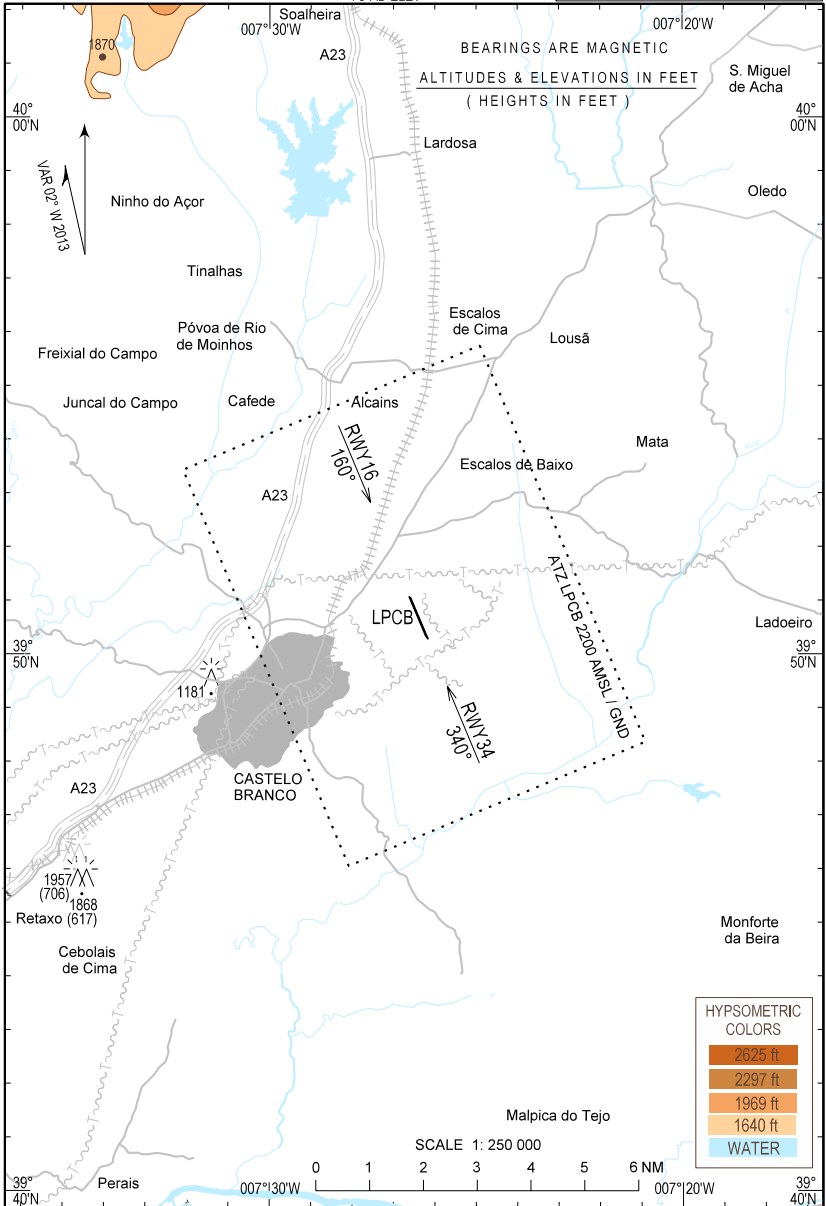 007°30'W
Soalheira
007°20'W
A23
BEARINGS ARE MAGNETIC
ALTITUDES & ELEVATIONS IN FEET
( HEIGHTS IN FEET )
1870
S. Miguel
de Acha
40°
00'N
40°
00'N
Lardosa
VAR 02° W 2013
Ninho do Açor
Oledo
Tinalhas
Escalos
de Cima
Póvoa de Rio
de Moinhos
Lousã
Freixial do Campo
Juncal do Campo
Cafede
Alcains
RWY16
160°
Mata
Escalos de Baixo
A23
ATZ LPCB 2200 AMSL / GND
LPCB
Ladoeiro
39°
50'N
39°
50'N
1181
RWY34
340°
CASTELO
BRANCO
A23
1957
(706)
1868
(617)
Retaxo
Cebolais
de Cima
Monforte
da Beira
HYPSOMETRIC
COLORS
2625 ft
2297 ft
1969 ft
1640 ft
WATER
Malpica do Tejo
SCALE 1: 250 000
0 1 2 3 4 5 6 NM
Perais
39°
40'N
007°30'W
007°20'W
39°
40'N